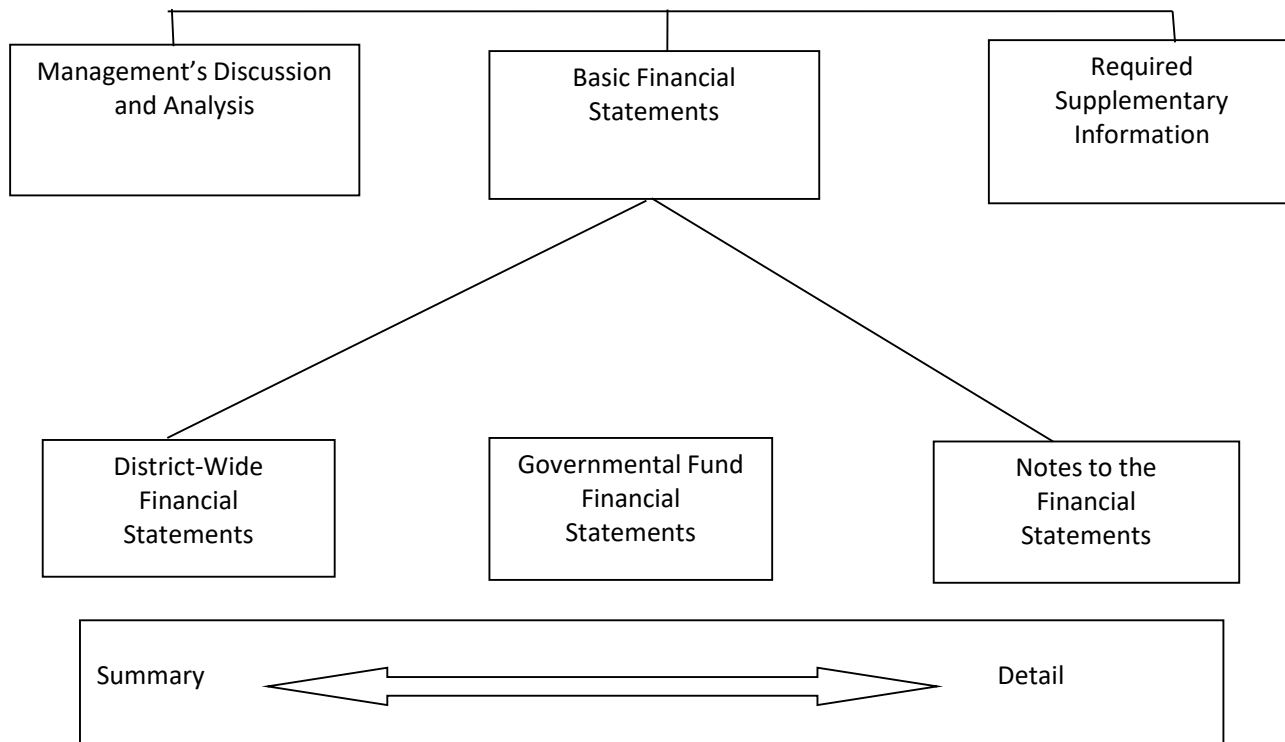 Management’s Discussion
and Analysis
Basic Financial
Statements
Required
Supplementary
Information
District-Wide
Financial
Statements
Governmental Fund
Financial
Statements
Notes to the
Financial
Statements
Summary
Detail